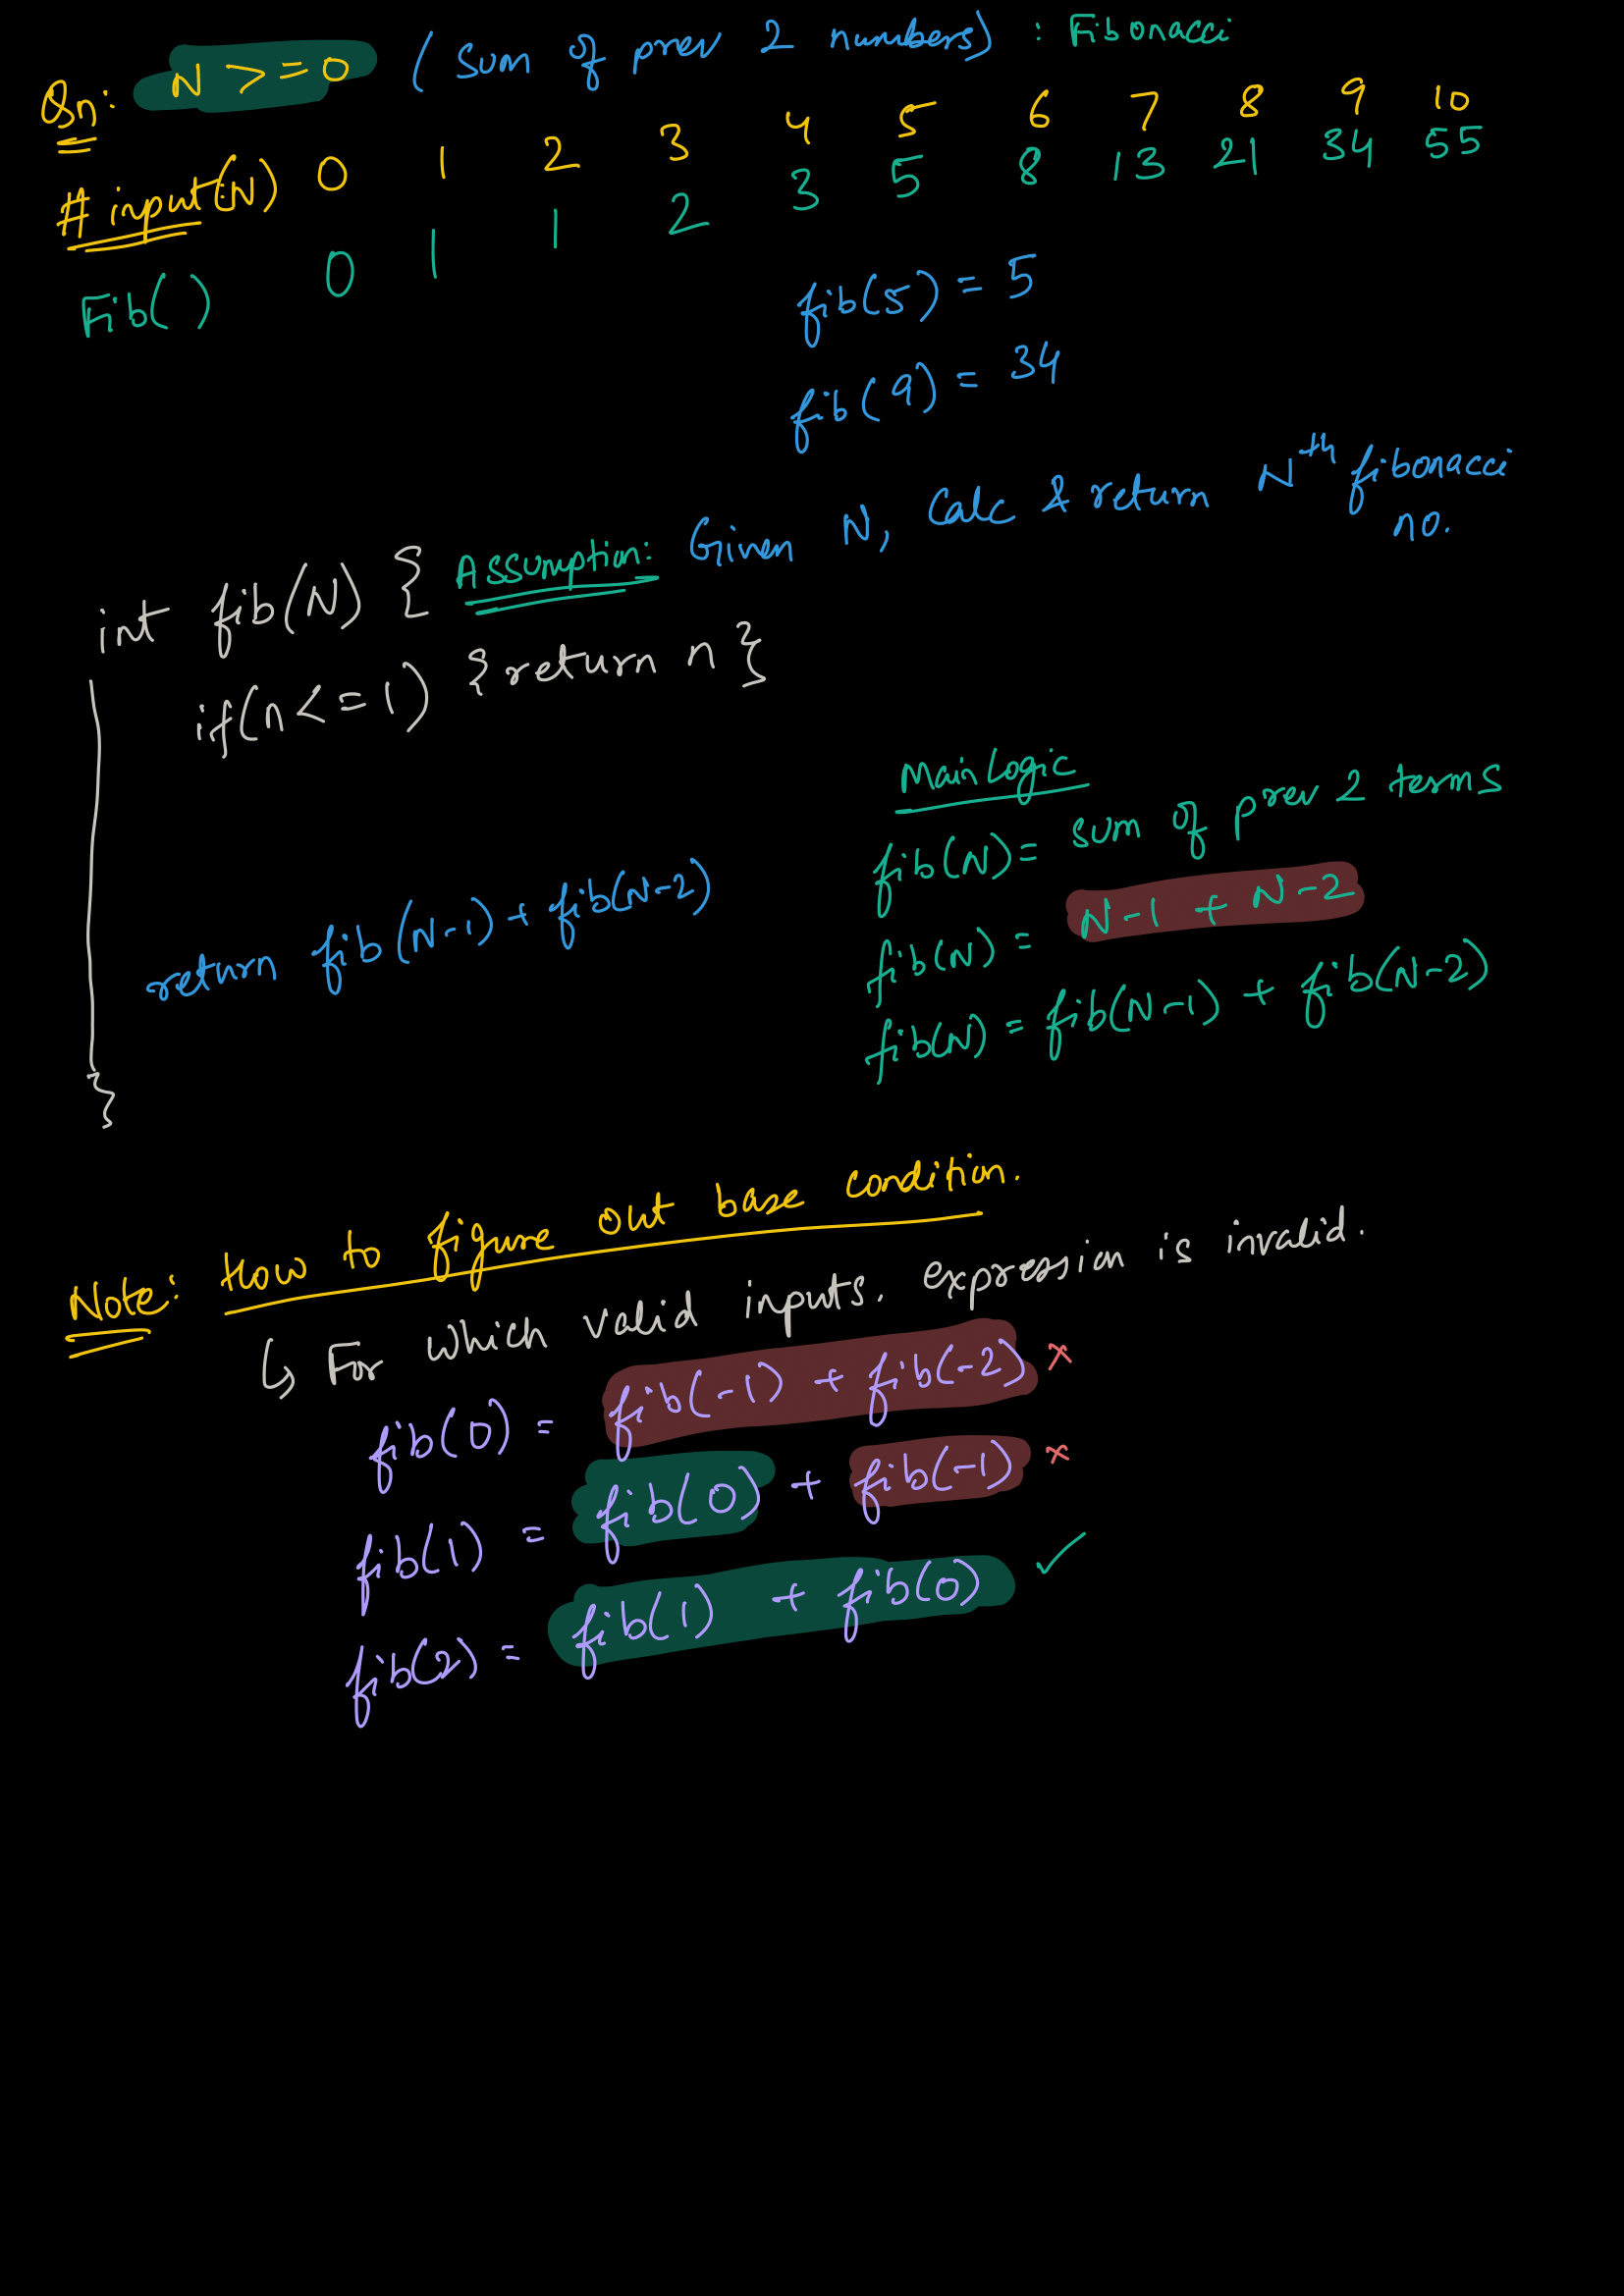 Qn: N >= 0 (Sum of prev 2 numbers) : Fibonacci
# input(N) 0 1 2 3 4 5 6 7 8 9 10
Fib( ) 0 1 1 2 3 5 8 13 21 34 55
fib(5) = 5
fib(9) = 34
int fib(N) { Assumption: Given N, Calc & return Nth fibonacci no.
if(n <= 1) {return n}
Main Logic
fib(N) = sum of prev 2 terms
fib(N) = N-1 + N-2
return fib(N-1) + fib(N-2)
fib(N) = fib(N-1) + fib(N-2)
}
Note: How to figure out base condition.
↳ For which valid inputs. expression is invalid.
fib(0) = fib(-1) + fib(-2) ×
fib(1) = fib(0) + fib(-1) ×
fib(2) = fib(1) + fib(0) ✓